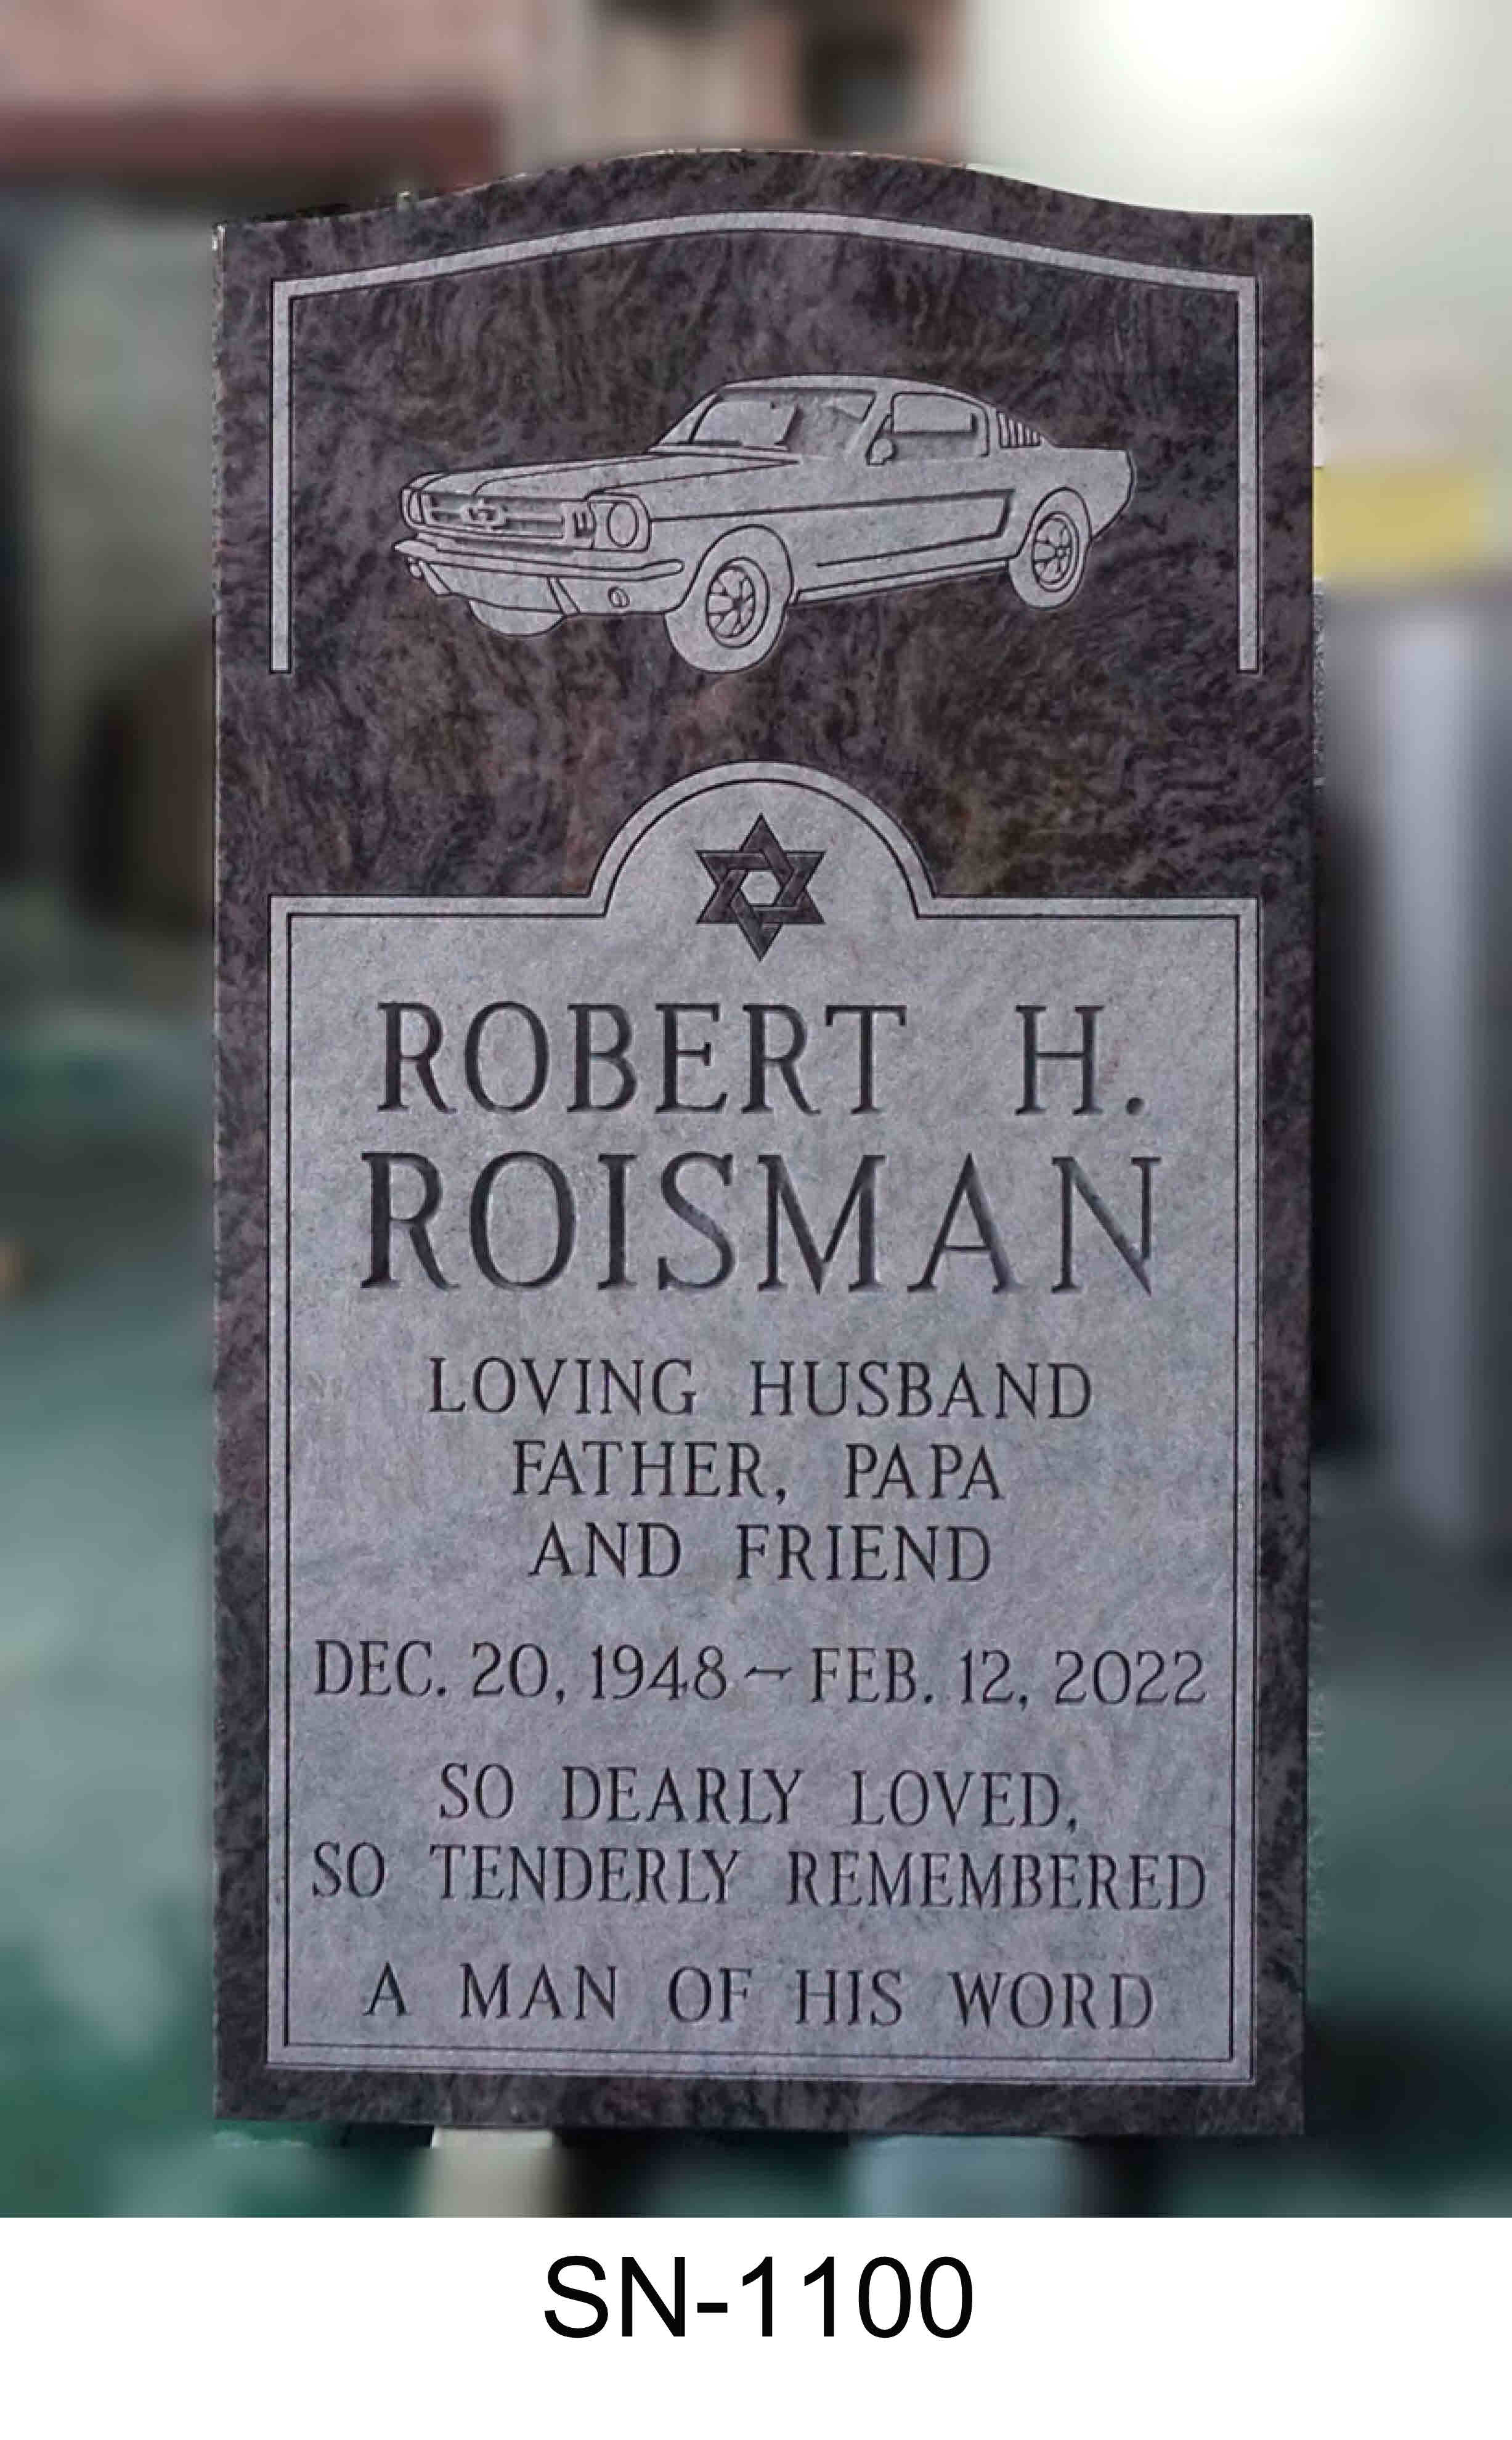 ROBERT H.
ROISMAN
LOVING HUSBAND
FATHER, PAPA
AND FRIEND
DEC. 20, 1948 ~ FEB. 12, 2022
SO DEARLY LOVED,
SO TENDERLY REMEMBERED
A MAN OF HIS WORD
SN-1100